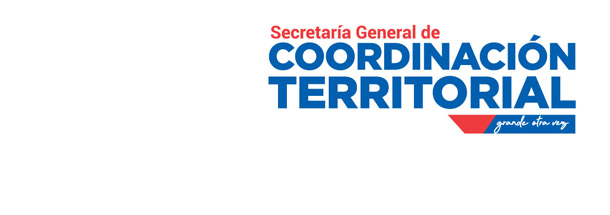 Secretaría General de
COORDINACIÓN
TERRITORIAL
grande otra vez